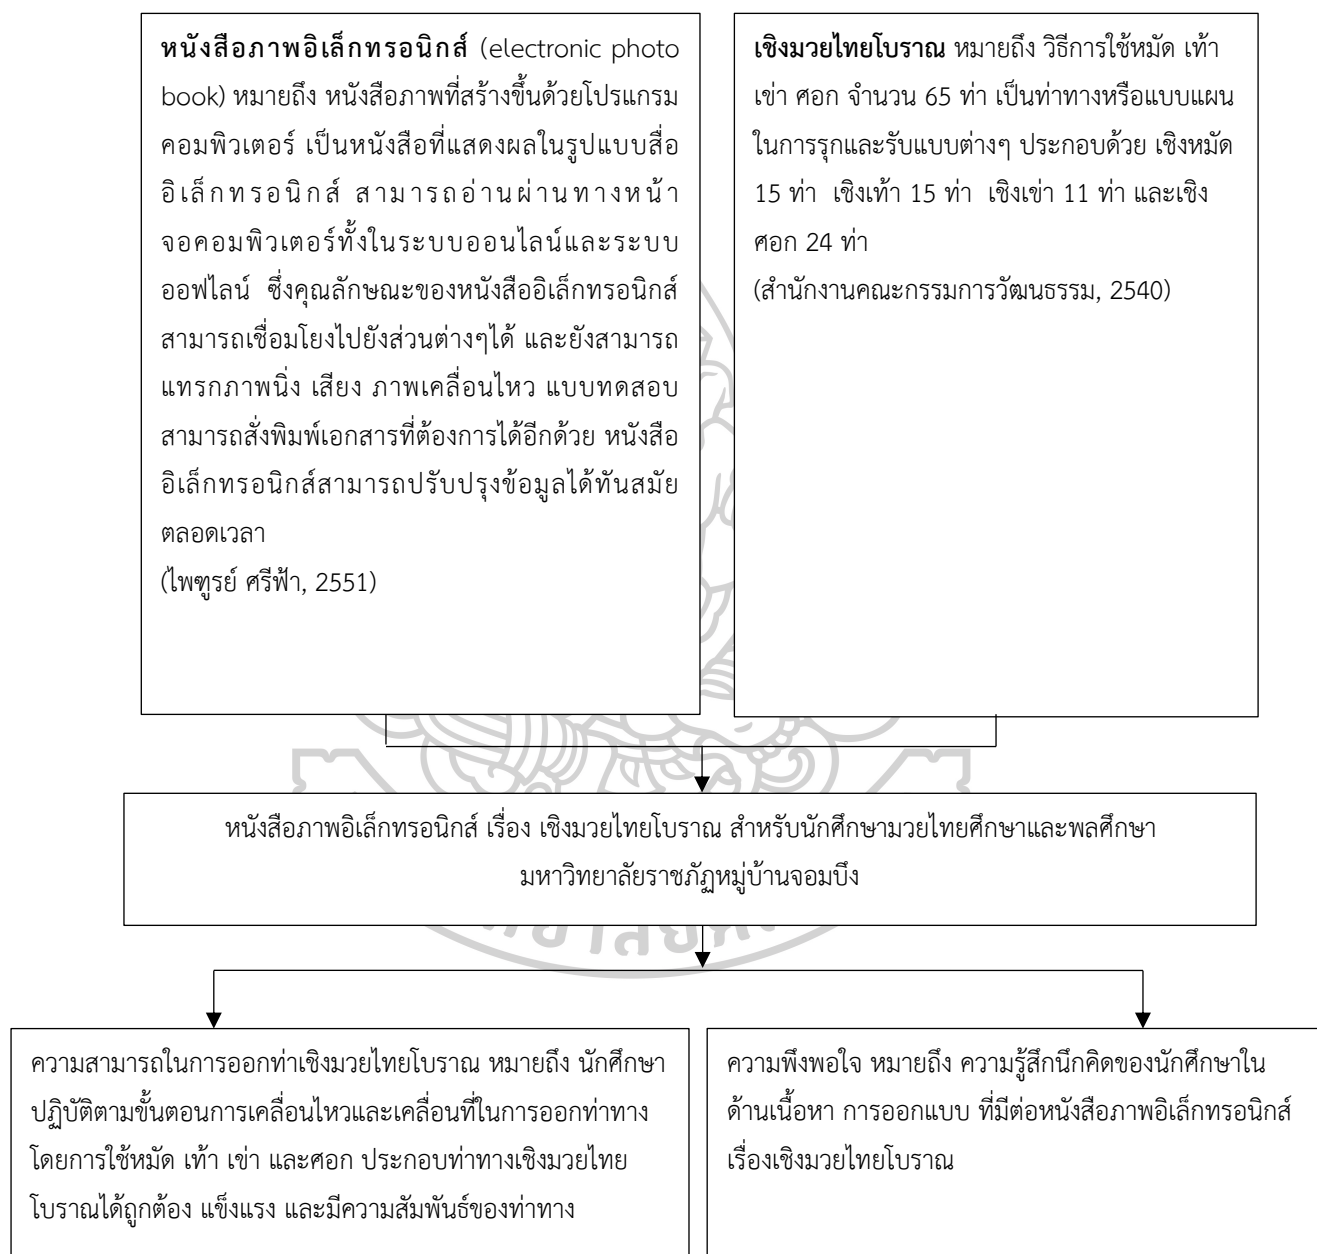 หนังสือภาพอิเล็กทรอนิกส์ (electronic photo
book) หมายถึง หนังสือภาพที่สร้างขึ้นด้วยโปรแกรม
คอมพิวเตอร์ เป็นหนังสือที่แสดงผลในรูปแบบสื่อ
อิเล็กทรอนิกส์ สามารถอ่านผ่านทางหน้า
จอคอมพิวเตอร์ทั้งในระบบออนไลน์และระบบ
ออฟไลน์ ซึ่งคุณลักษณะของหนังสืออิเล็กทรอนิกส์
สามารถเชื่อมโยงไปยังส่วนต่างๆได้ และยังสามารถ
แทรกภาพนิ่ง เสียง ภาพเคลื่อนไหว แบบทดสอบ
สามารถสั่งพิมพ์เอกสารที่ต้องการได้อีกด้วย หนังสือ
อิเล็กทรอนิกส์สามารถปรับปรุงข้อมูลได้ทันสมัย
ตลอดเวลา
(ไพฑูรย์ ศรีฟ้า, 2551)
เชิงมวยไทยโบราณ หมายถึง วิธีการใช้หมัด เท้า
เข่า ศอก จำนวน 65 ท่า เป็นท่าทางหรือแบบแผน
ในการรุกและรับแบบต่างๆ ประกอบด้วย เชิงหมัด
15 ท่า เชิงเท้า 15 ท่า เชิงเข่า 11 ท่า และเชิง
ศอก 24 ท่า
(สำนักงานคณะกรรมการวัฒนธรรม, 2540)
หนังสือภาพอิเล็กทรอนิกส์ เรื่อง เชิงมวยไทยโบราณ สำหรับนักศึกษามวยไทยศึกษาและพลศึกษา
มหาวิทยาลัยราชภัฏหมู่บ้านจอมบึง
ความสามารถในการออกท่าเชิงมวยไทยโบราณ หมายถึง นักศึกษา
ปฏิบัติตามขั้นตอนการเคลื่อนไหวและเคลื่อนที่ในการออกท่าทาง
โดยการใช้หมัด เท้า เข่า และศอก ประกอบท่าทางเชิงมวยไทย
โบราณได้ถูกต้อง แข็งแรง และมีความสัมพันธ์ของท่าทาง
ความพึงพอใจ หมายถึง ความรู้สึกนึกคิดของนักศึกษาใน
ด้านเนื้อหา การออกแบบ ที่มีต่อหนังสือภาพอิเล็กทรอนิกส์
เรื่องเชิงมวยไทยโบราณ